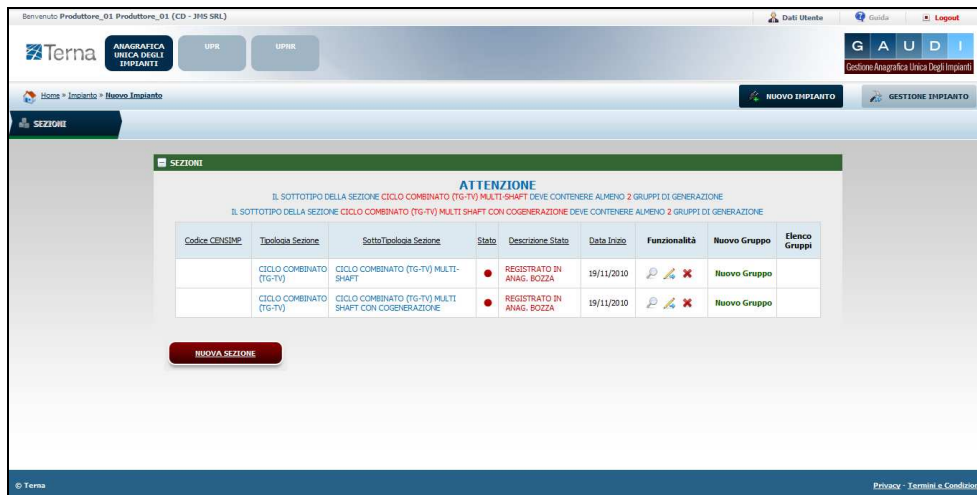 Benvenuto Produttore_01 Produttore_01 (CD - JMS SRL)
Dati Utente
Guida
Logout
Terna
ANAGRAFICA
UNICA DEGLI
IMPIANTI
UPR
UPNR
G A U D I
Gestione Anagrafica Unica Degli Impianti
Home » Impianto » Nuovo Impianto
NUOVO IMPIANTO
GESTIONE IMPIANTO
SEZIONI
SEZIONI
ATTENZIONE
IL SOTTOTIPO DELLA SEZIONE CICLO COMBINATO (TG-TV) MULTI-SHAFT DEVE CONTENERE ALMENO 2 GRUPPI DI GENERAZIONE
IL SOTTOTIPO DELLA SEZIONE CICLO COMBINATO (TG-TV) MULTI SHAFT CON COGENERAZIONE DEVE CONTENERE ALMENO 2 GRUPPI DI GENERAZIONE
Codice CENSIMP Tipologia Sezione SottoTipologia Sezione Stato Descrizione Stato Data Inizio Funzionalità Nuovo Gruppo Elenco Gruppi
CICLO COMBINATO (TG-TV) CICLO COMBINATO (TG-TV) MULTI-SHAFT REGISTRATO IN ANAG. BOZZA 19/11/2010 Nuovo Gruppo
CICLO COMBINATO (TG-TV) CICLO COMBINATO (TG-TV) MULTI SHAFT CON COGENERAZIONE REGISTRATO IN ANAG. BOZZA 19/11/2010 Nuovo Gruppo
NUOVA SEZIONE
© Terna
Privacy - Termini e Condizion